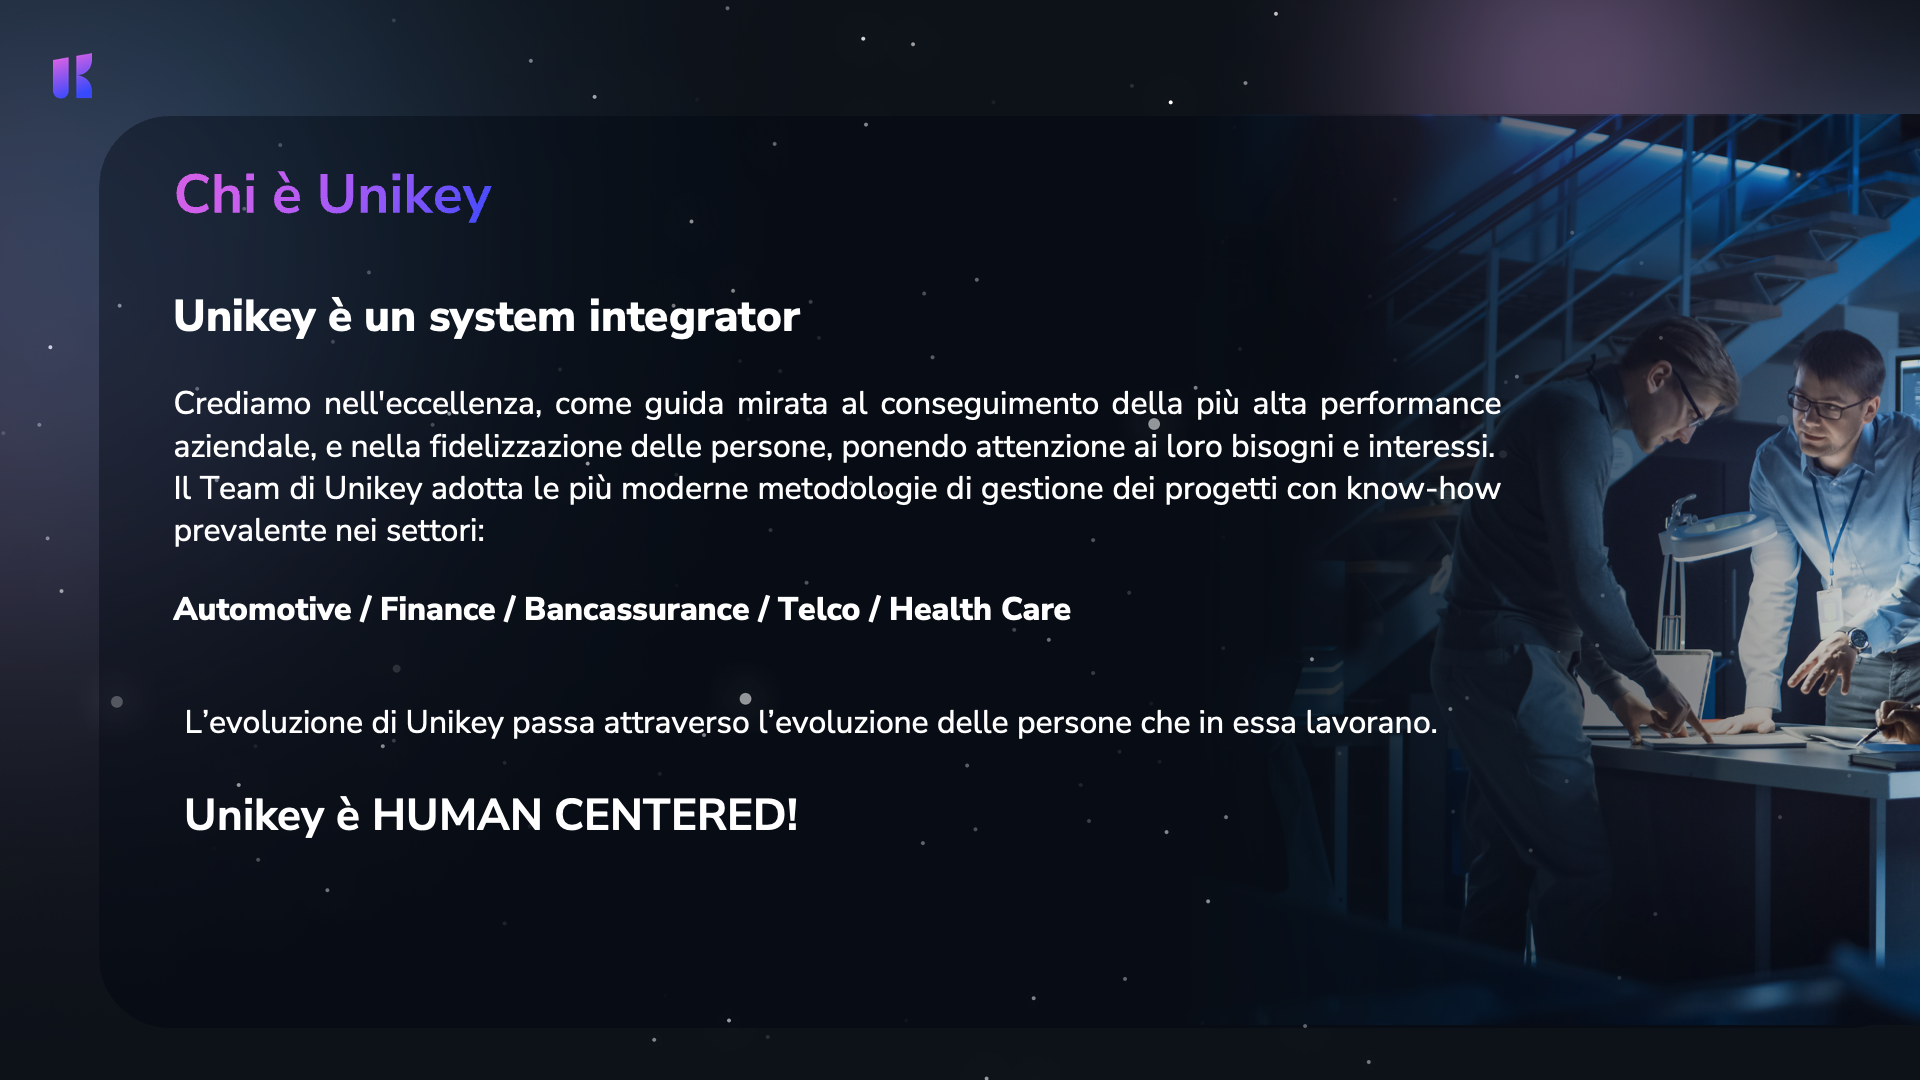 Chi è Unikey
Unikey è un system integrator
Crediamo nell'eccellenza, come guida mirata al conseguimento della più alta performance
aziendale, e nella fidelizzazione delle persone, ponendo attenzione ai loro bisogni e interessi.
Il Team di Unikey adotta le più moderne metodologie di gestione dei progetti con know-how
prevalente nei settori:
Automotive / Finance / Bancassurance / Telco / Health Care
L’evoluzione di Unikey passa attraverso l’evoluzione delle persone che in essa lavorano.
Unikey è HUMAN CENTERED!